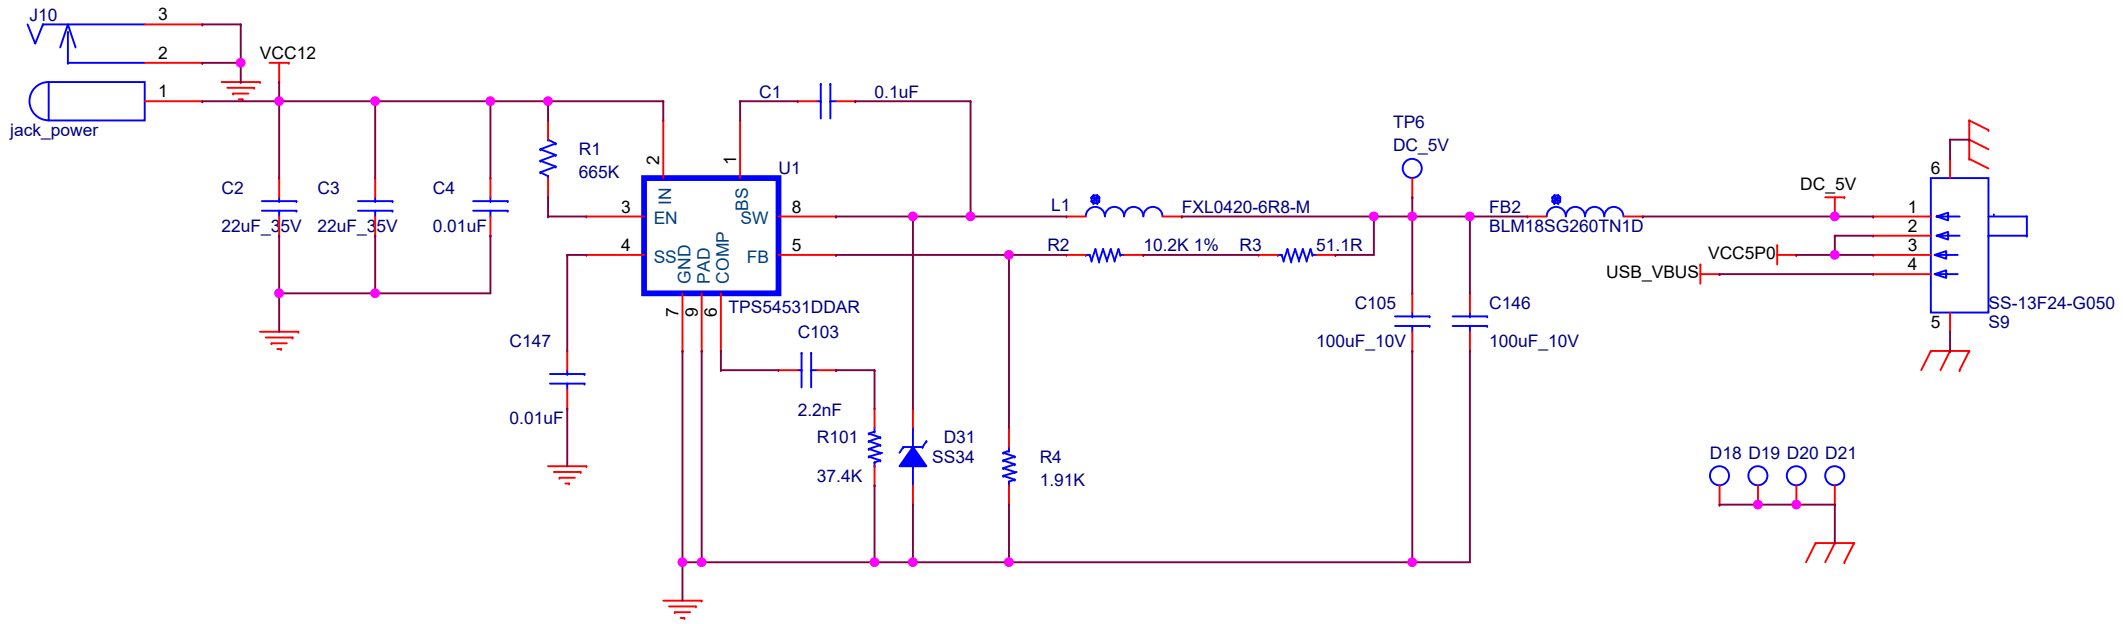 J10
3
2
1
jack_power
VCC12
C2
22uF_35V
C3
22uF_35V
C4
0.01uF
R1
665K
C1
0.1uF
U1
2
1
IN
BS
3
EN
SW
8
4
SS
FB
5
GND
PAD
COMP
7
9
6
TPS54531DDAR
C147
0.01uF
C103
2.2nF
R101
37.4K
D31
SS34
R4
1.91K
L1
FXL0420-6R8-M
R2
10.2K 1%
R3
51.1R
TP6
DC_5V
C105
100uF_10V
C146
100uF_10V
FB2
BLM18SG260TN1D
DC_5V
VCC5P0
USB_VBUS
6
1
2
3
4
5
SS-13F24-G050
S9
D18 D19 D20 D21